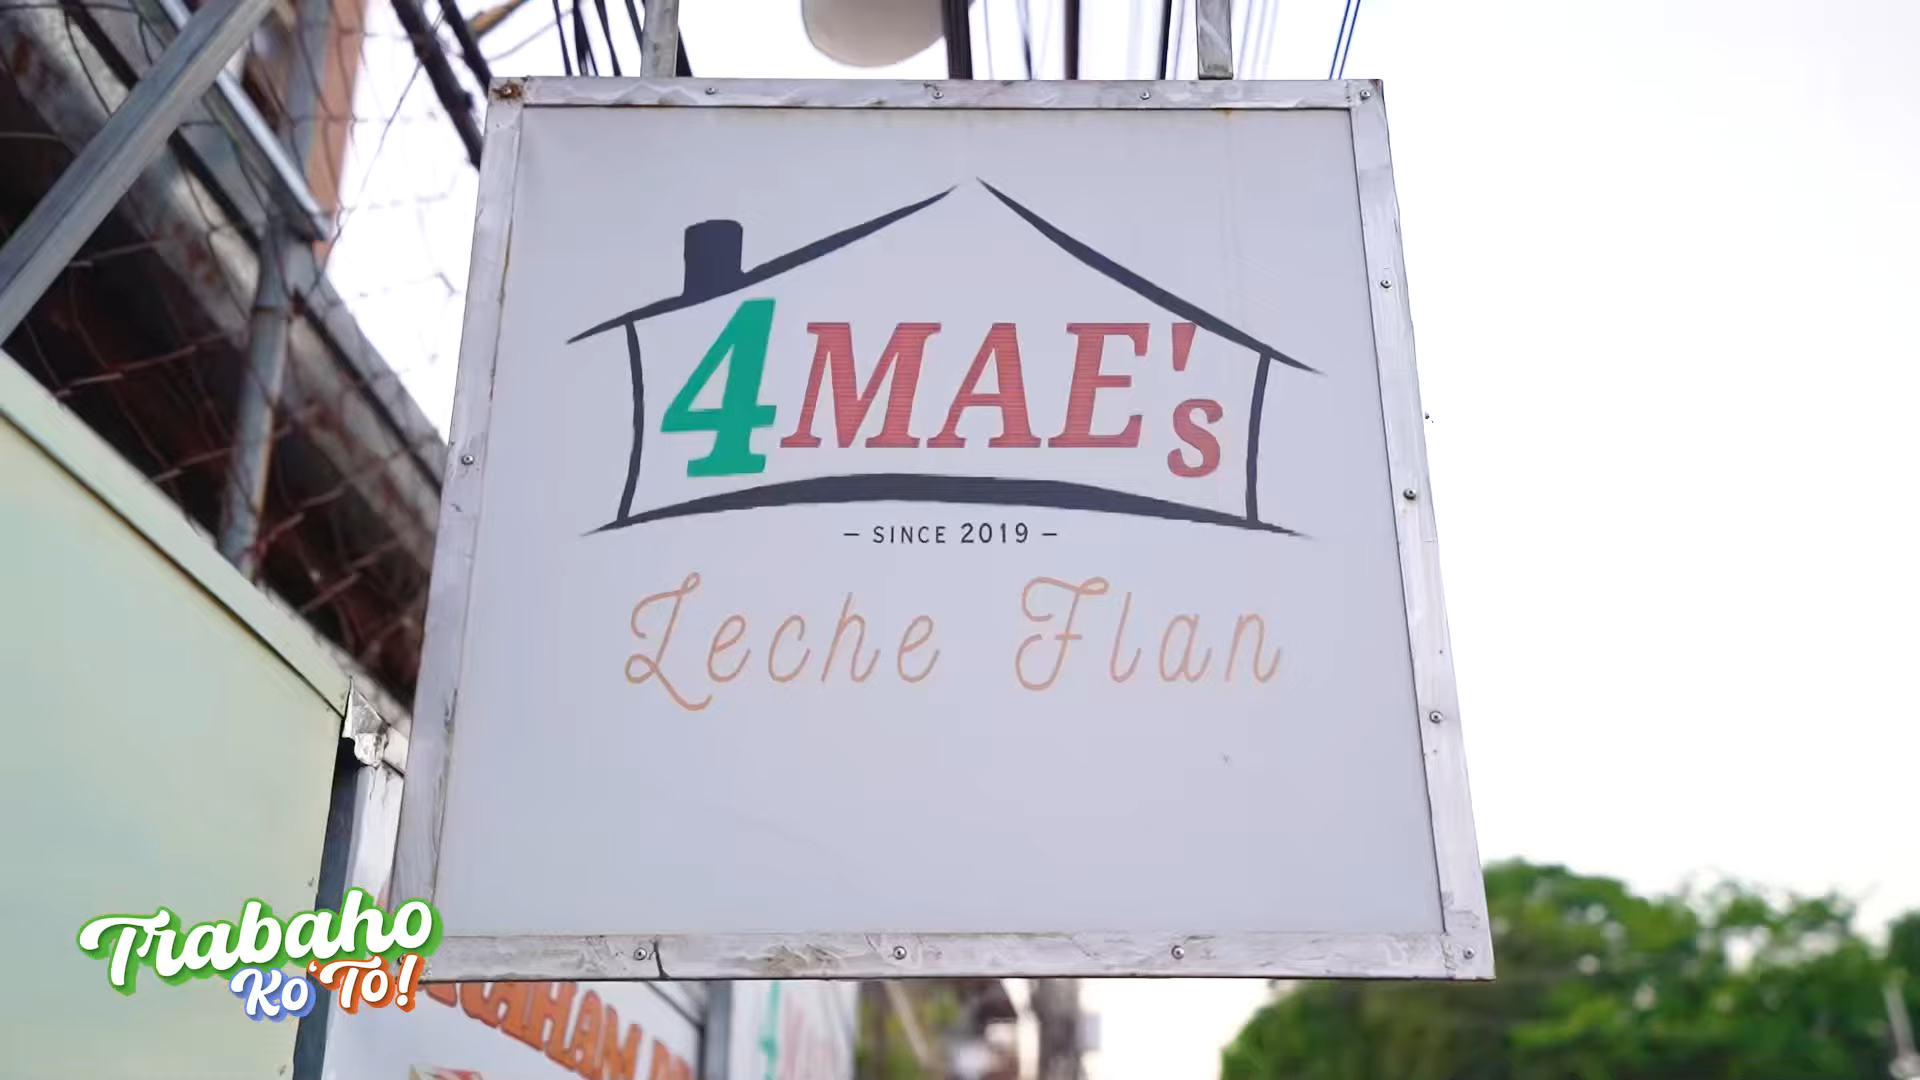 4MAE's
– SINCE 2019 –
Leche Flan
Trabaho
Ko 'To!